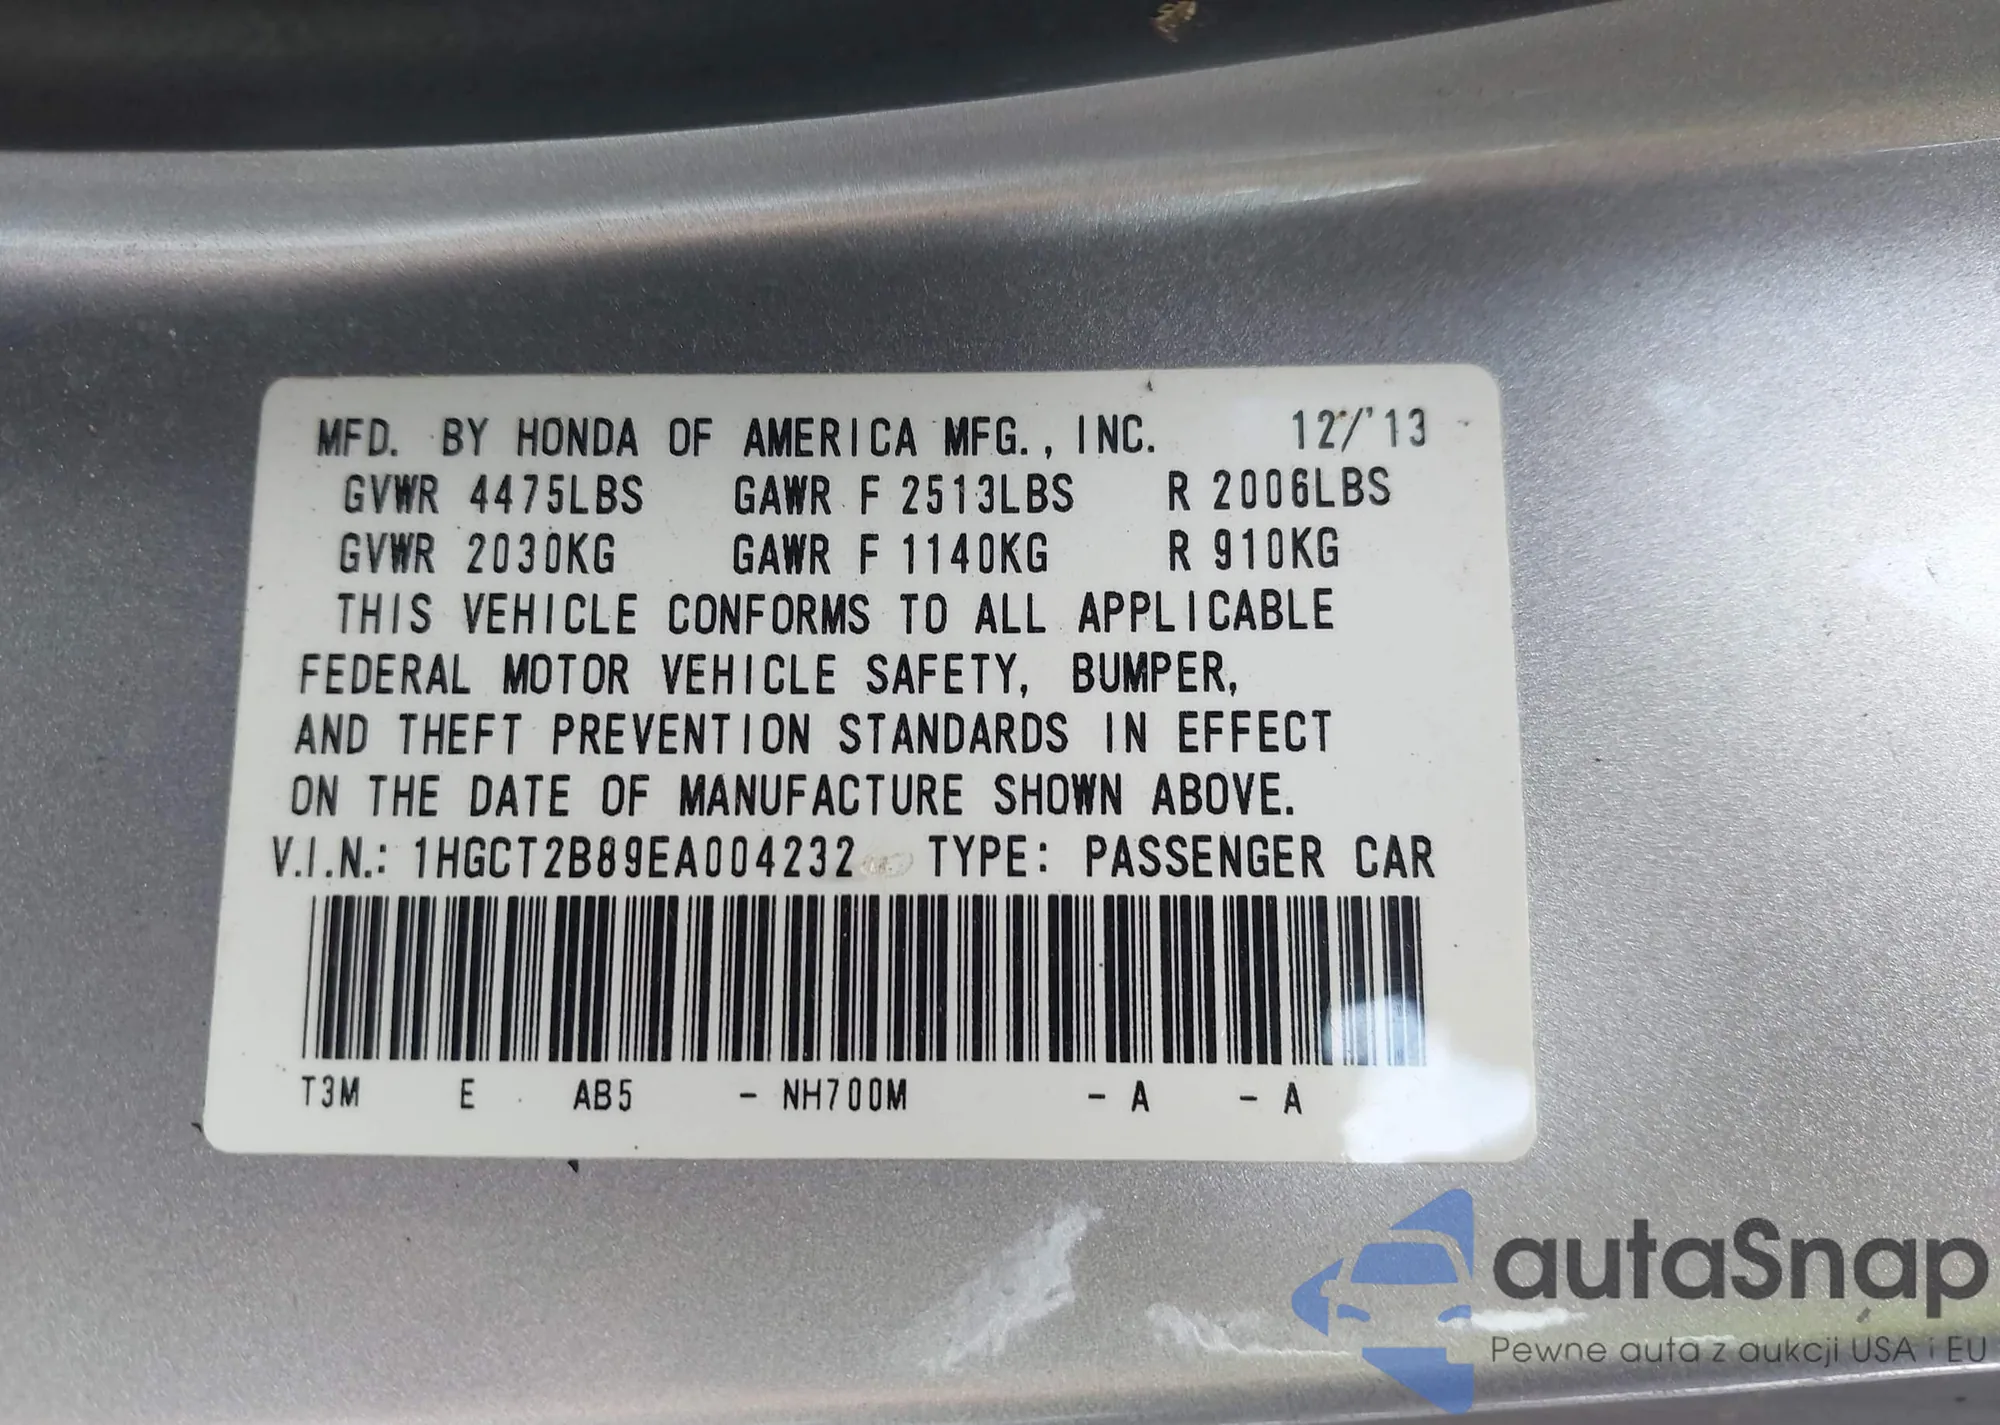 MFD. BY HONDA OF AMERICA MFG., INC. 12/'13
GVWR 4475LBS GAWR F 2513LBS R 2006LBS
GVWR 2030KG GAWR F 1140KG R 910KG
THIS VEHICLE CONFORMS TO ALL APPLICABLE
FEDERAL MOTOR VEHICLE SAFETY, BUMPER,
AND THEFT PREVENTION STANDARDS IN EFFECT
ON THE DATE OF MANUFACTURE SHOWN ABOVE.
V.I.N.: 1HGCT2B89EA004232 TYPE: PASSENGER CAR
T3M E AB5 - NH700M - A - A
autaSnap
Pewne auta z aukcji USA i EU